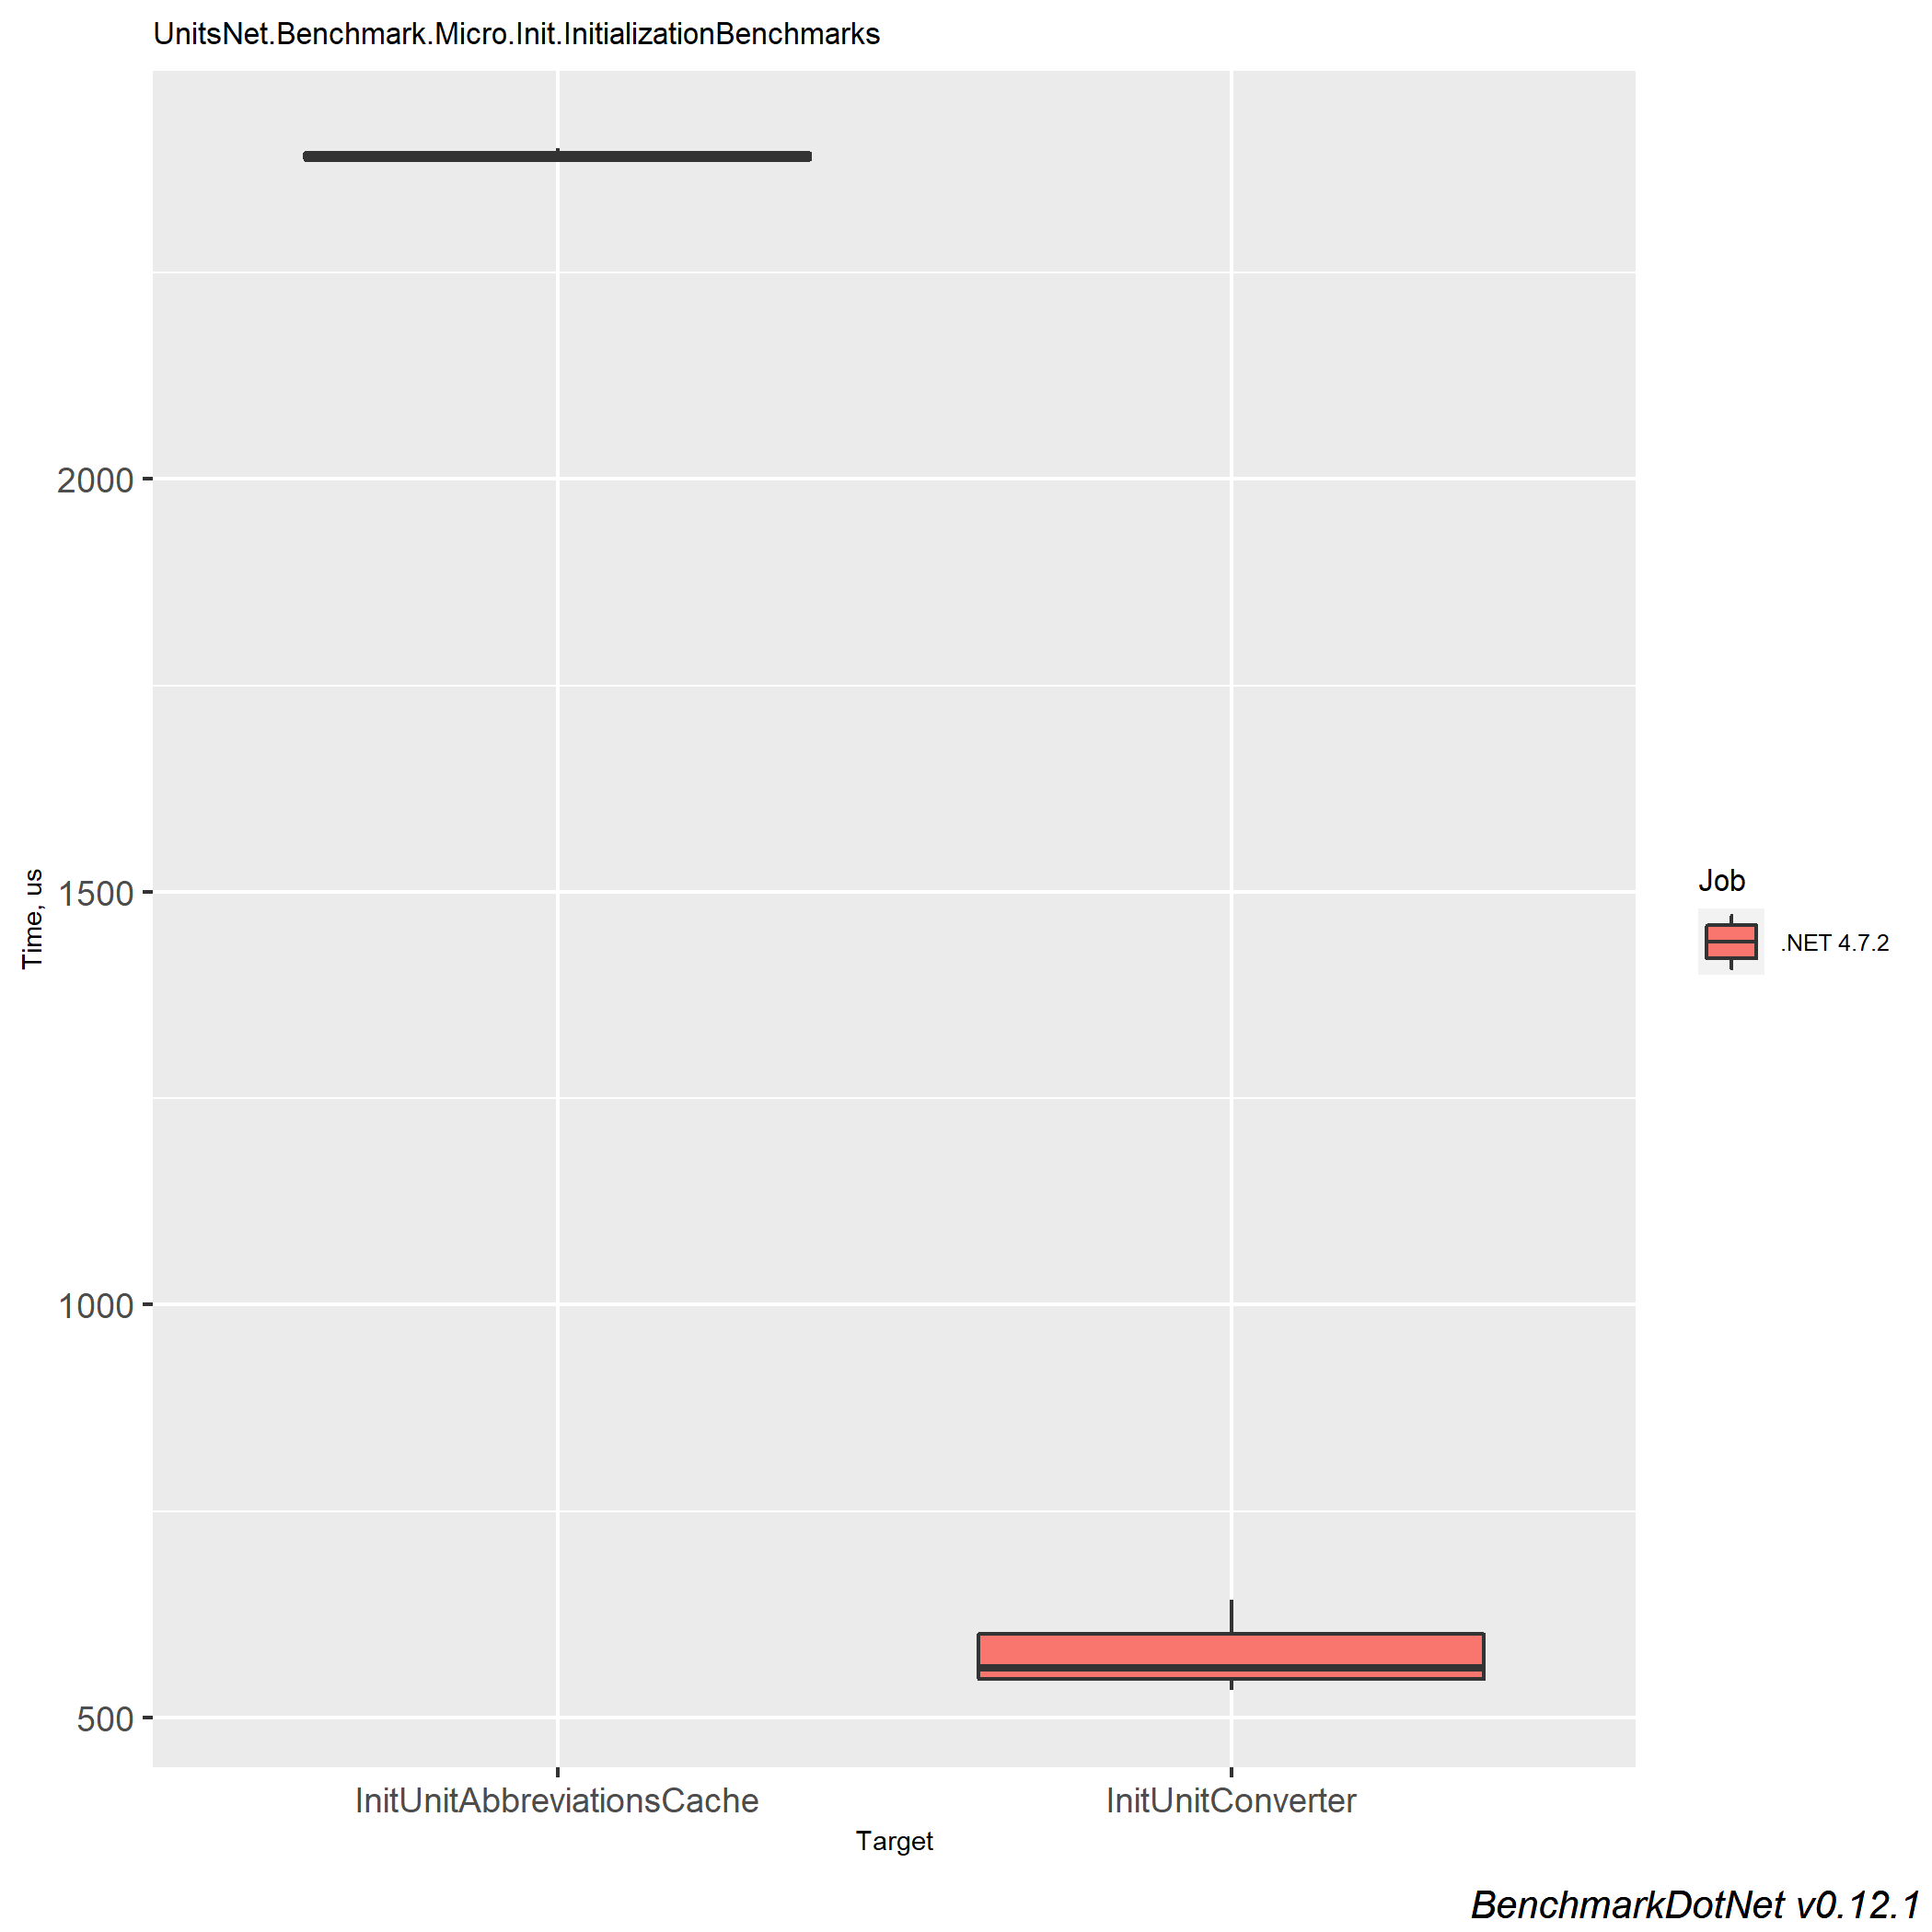 UnitsNet.Benchmark.Micro.Init.InitializationBenchmarks
2000
1500
1000
500
Time, us
InitUnitAbbreviationsCache
InitUnitConverter
Target
Job
.NET 4.7.2
BenchmarkDotNet v0.12.1